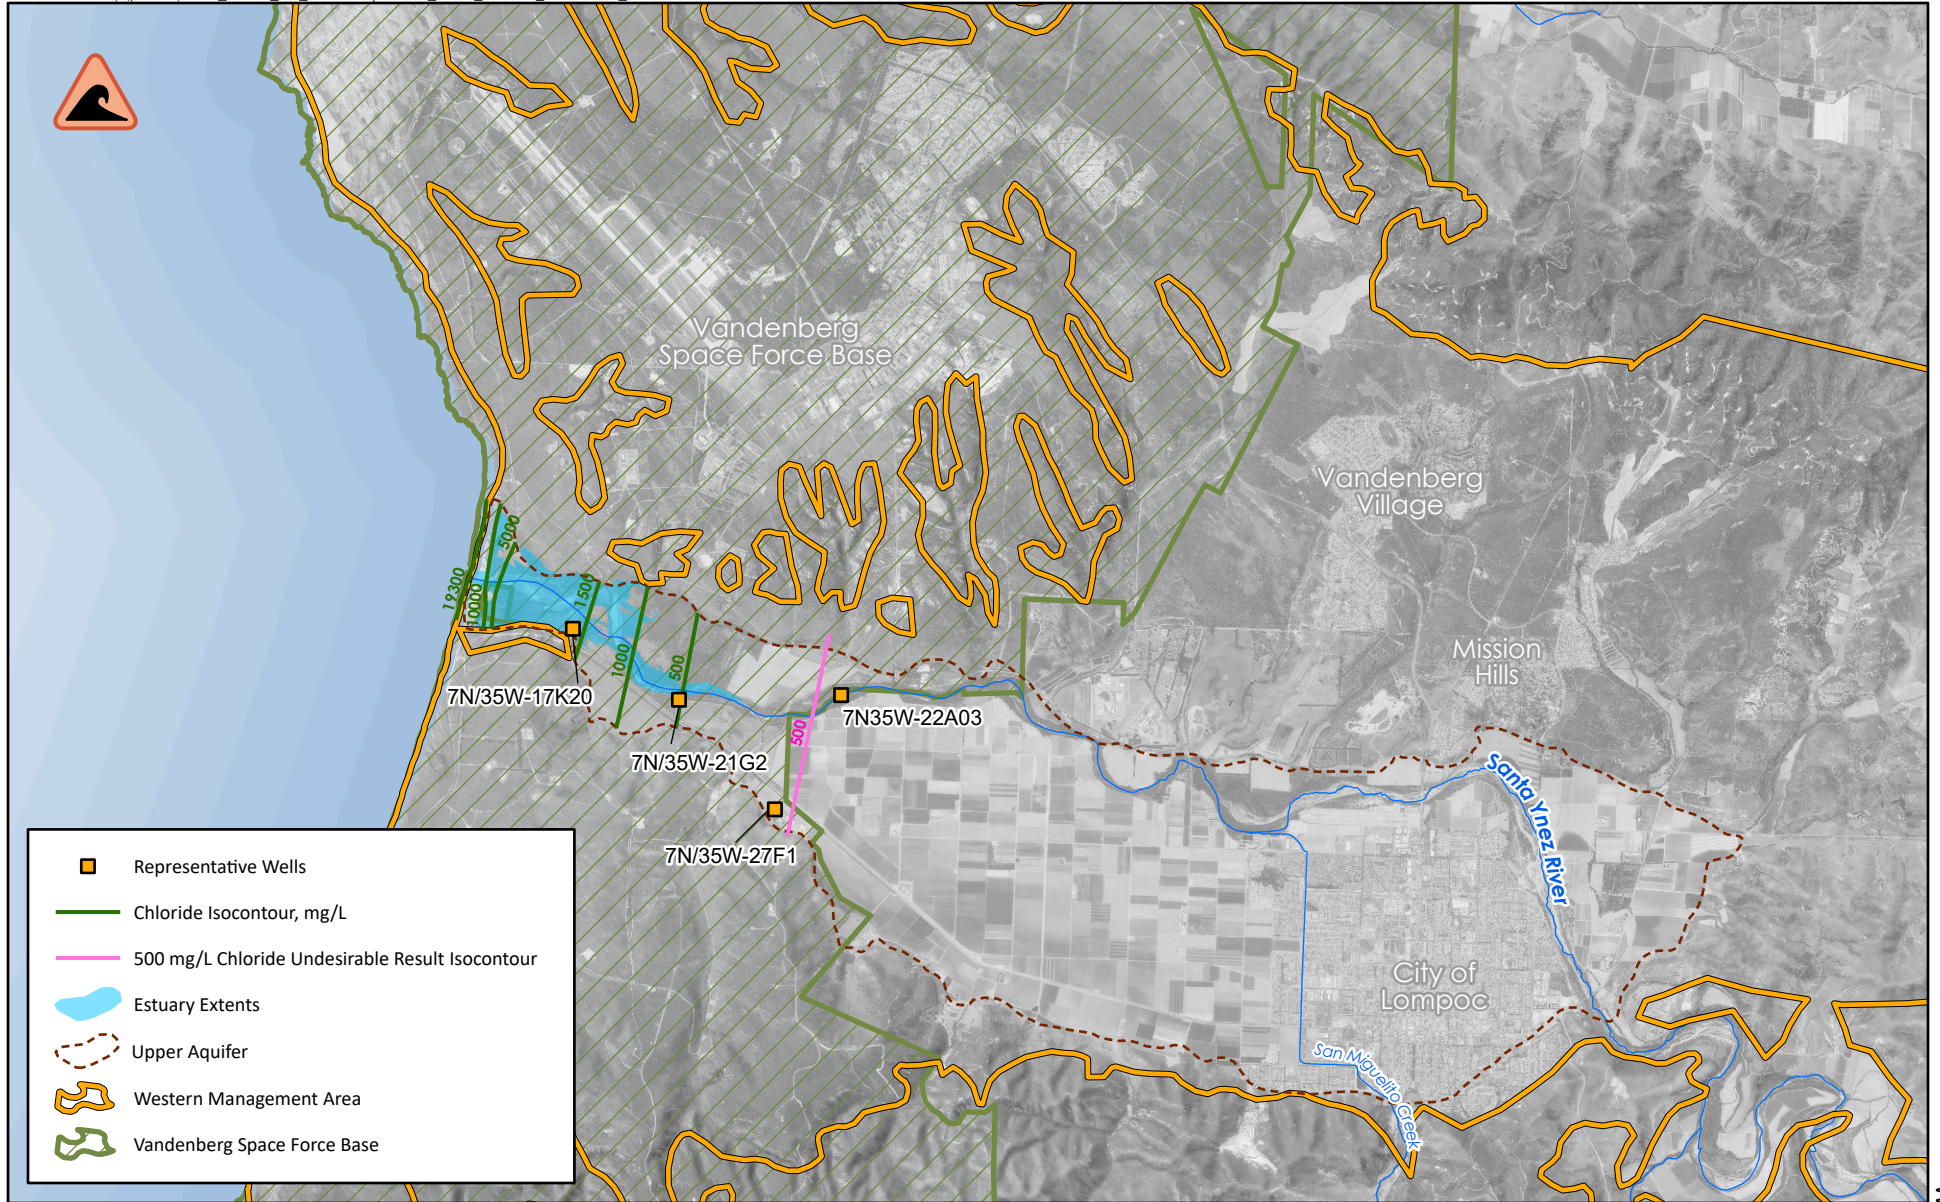 Vandenberg
Space Force Base
Vandenberg
Village
5000
19300
10000
1500
1000
500
Mission
Hills
7N/35W-17K20
7N35W-22A03
500
7N/35W-21G2
Santa Ynez River
7N/35W-27F1
City of
Lompoc
San Miguelito Creek
Representative Wells
Chloride Isocontour, mg/L
500 mg/L Chloride Undesirable Result Isocontour
Estuary Extents
Upper Aquifer
Western Management Area
Vandenberg Space Force Base